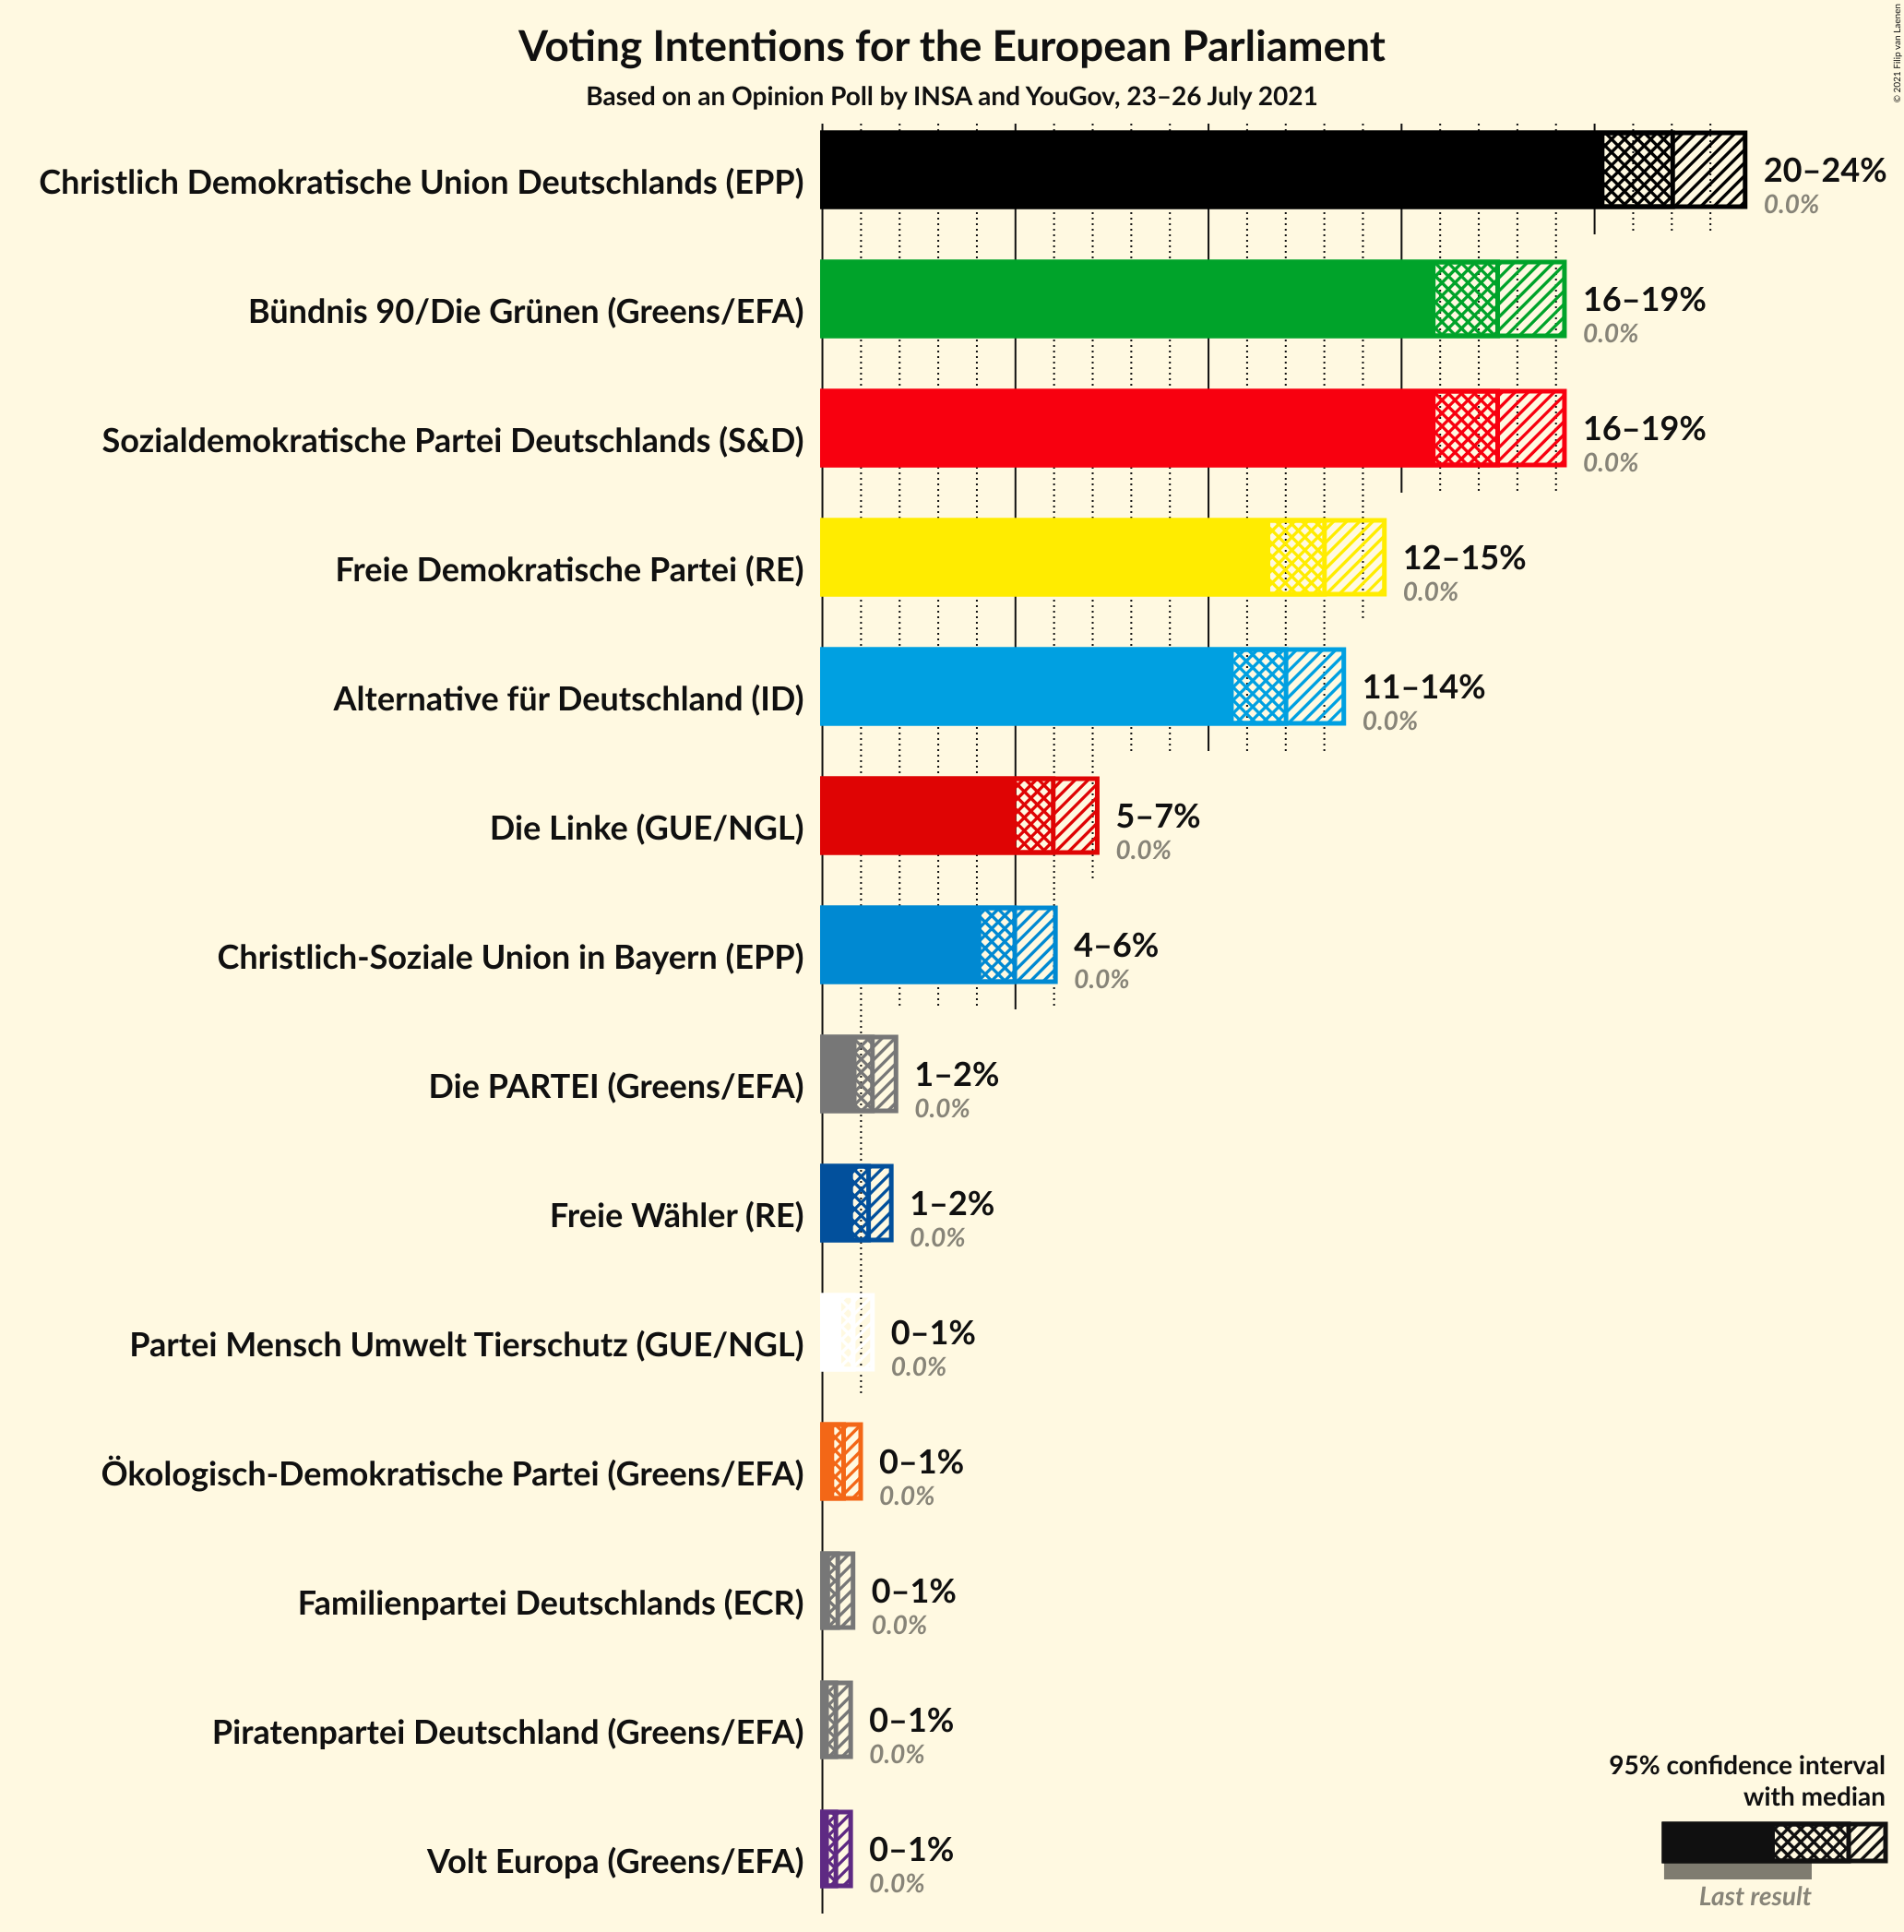 Voting Intentions for the European Parliament
Based on an Opinion Poll by INSA and YouGov, 23–26 July 2021
© 2021 Filip van Laenen
Christlich Demokratische Union Deutschlands (EPP)
20–24%
0.0%
Bündnis 90/Die Grünen (Greens/EFA)
16–19%
0.0%
Sozialdemokratische Partei Deutschlands (S&D)
16–19%
0.0%
Freie Demokratische Partei (RE)
12–15%
0.0%
Alternative für Deutschland (ID)
11–14%
0.0%
Die Linke (GUE/NGL)
5–7%
0.0%
Christlich-Soziale Union in Bayern (EPP)
4–6%
0.0%
Die PARTEI (Greens/EFA)
1–2%
0.0%
Freie Wähler (RE)
1–2%
0.0%
Partei Mensch Umwelt Tierschutz (GUE/NGL)
0–1%
0.0%
Ökologisch-Demokratische Partei (Greens/EFA)
0–1%
0.0%
Familienpartei Deutschlands (ECR)
0–1%
0.0%
Piratenpartei Deutschland (Greens/EFA)
0–1%
0.0%
Volt Europa (Greens/EFA)
0–1%
0.0%
95% confidence interval
with median
Last result